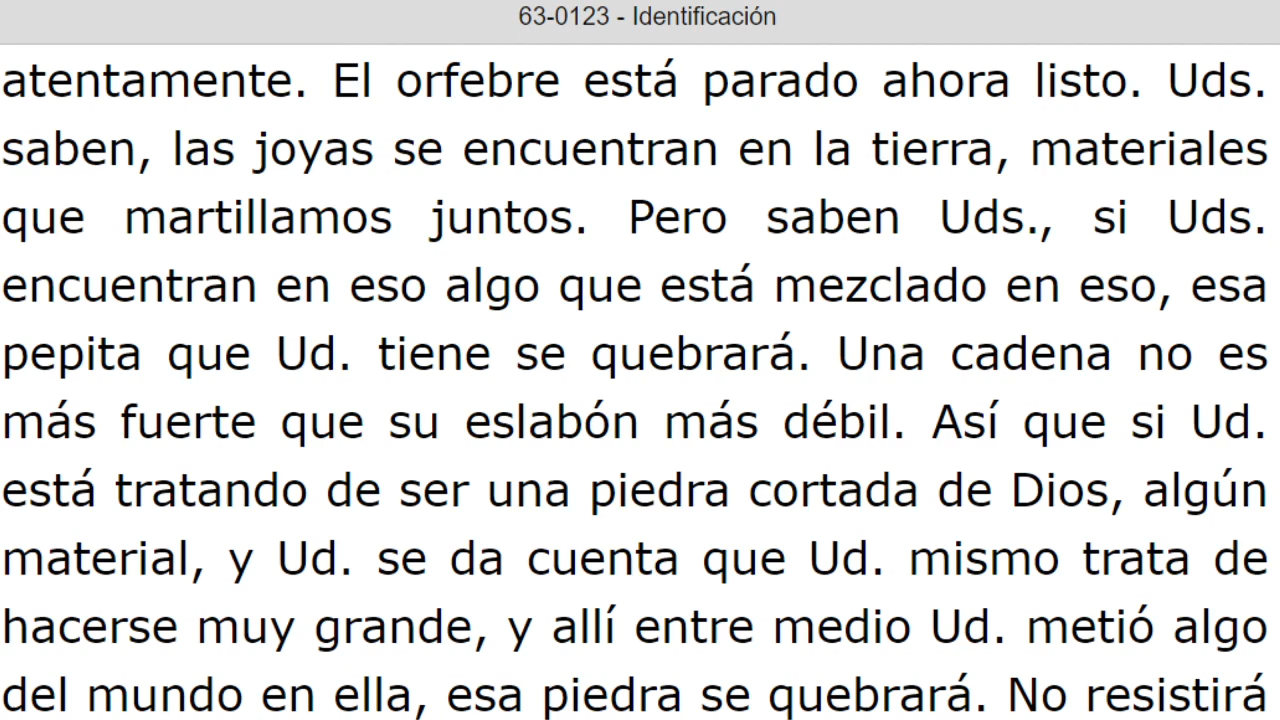 63-0123 - Identificación
atentamente. El orfebre está parado ahora listo. Uds.
saben, las joyas se encuentran en la tierra, materiales
que martillamos juntos. Pero saben Uds., si Uds.
encuentran en eso algo que está mezclado en eso, esa
pepita que Ud. tiene se quebrará. Una cadena no es
más fuerte que su eslabón más débil. Así que si Ud.
está tratando de ser una piedra cortada de Dios, algún
material, y Ud. se da cuenta que Ud. mismo trata de
hacerse muy grande, y allí entre medio Ud. metió algo
del mundo en ella, esa piedra se quebrará. No resistirá